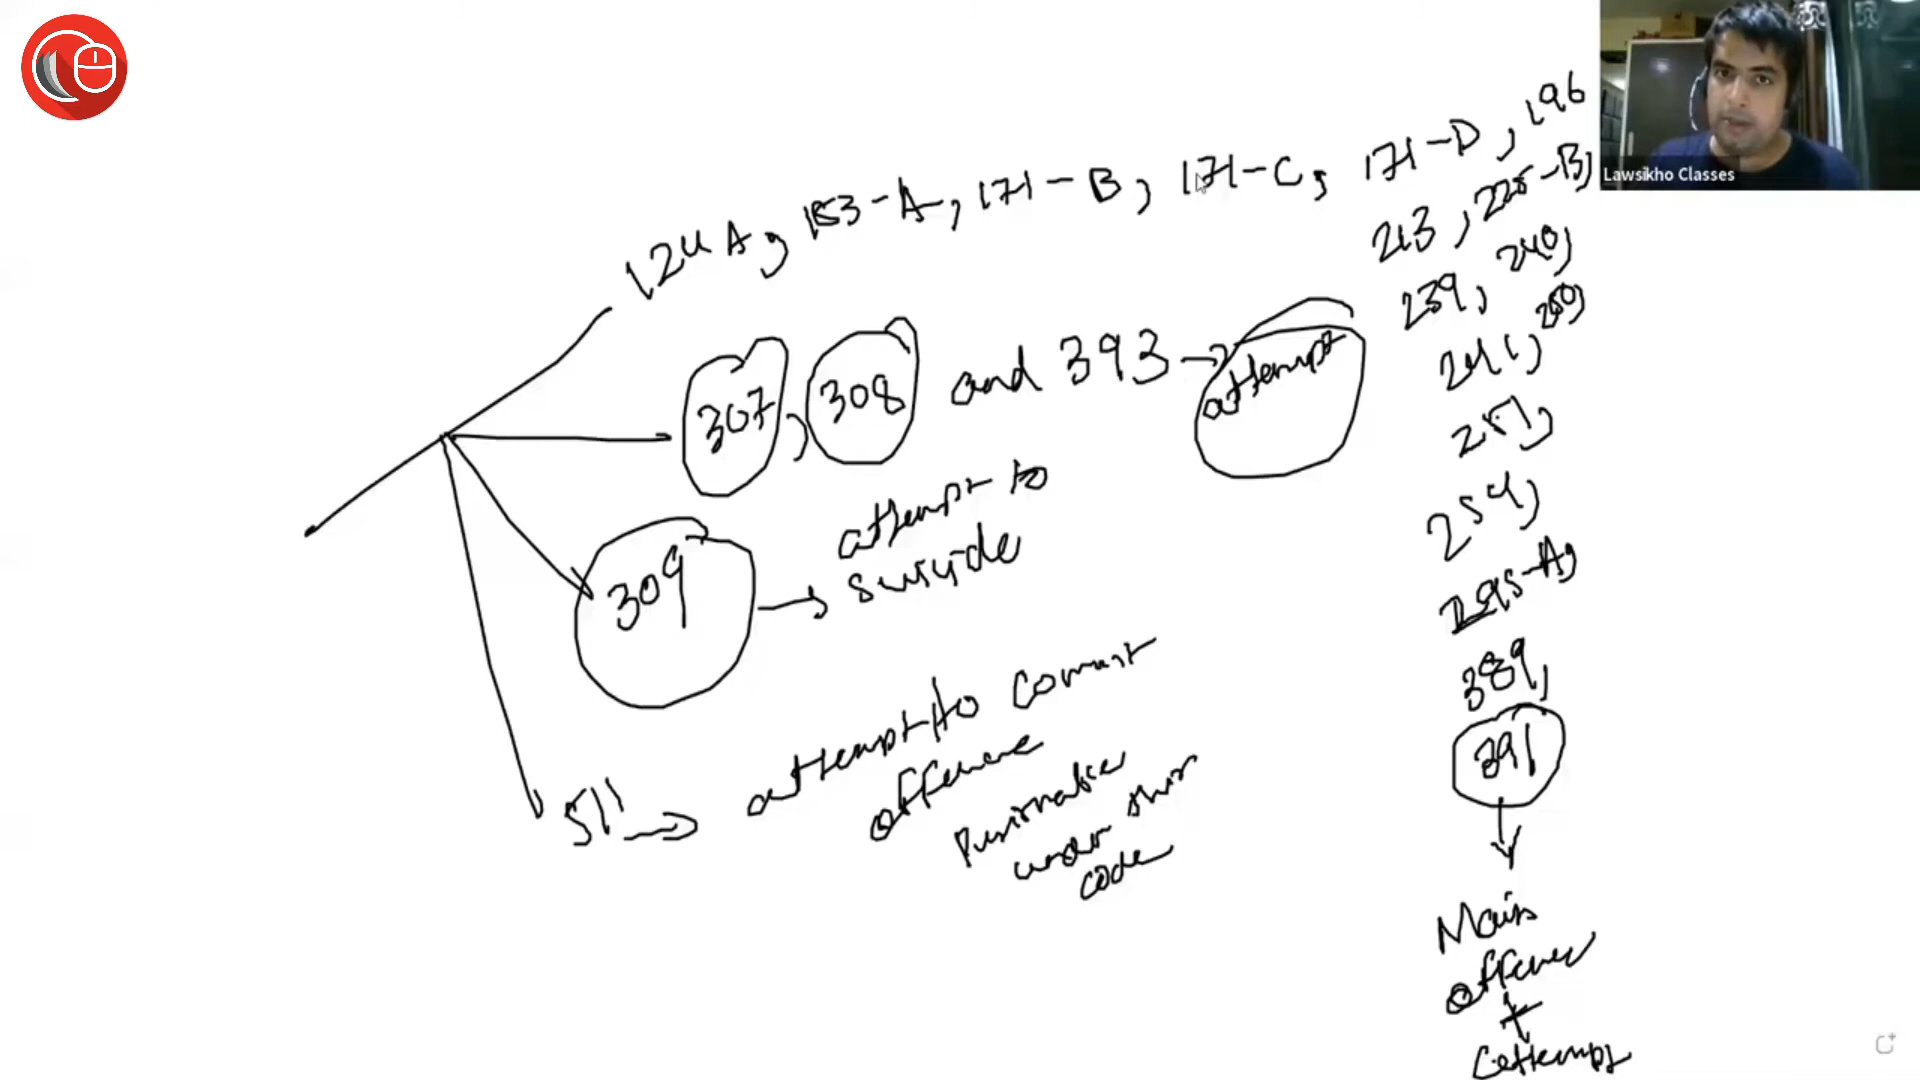 124A, 153-A, 171-B, 171-C, 171-D, 196
213, 225-B,
239, 240,
241, 250,
251,
254,
295-A,
389,
391
Main
offence
+
attempt
307, 308 and 393 → attempt
309 → attempt to
suicide
511 → attempt to commit
offence
Punishable
under this
code
Lawsikho Classes